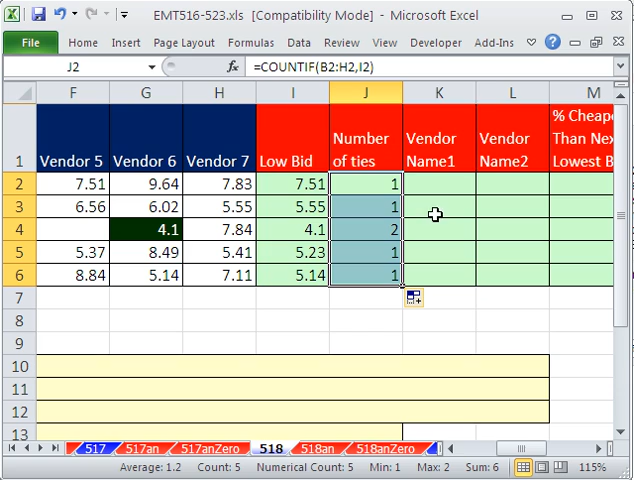 EMT516-523.xls [Compatibility Mode] - Microsoft Excel
File Home Insert Page Layout Formulas Data Review View Developer Add-Ins
J2 fx =COUNTIF(B2:H2,I2)
F G H I J K L M
1 Vendor 5 Vendor 6 Vendor 7 Low Bid Number of ties Vendor Name1 Vendor Name2 % Cheape Than Nex Lowest B
2 7.51 9.64 7.83 7.51 1
3 6.56 6.02 5.55 5.55 1
4 4.1 7.84 4.1 2
5 5.37 8.49 5.41 5.23 1
6 8.84 5.14 7.11 5.14 1
7
8
9
10
11
12
13
517 517an 517anZero 518 518an 518anZero
Average: 1.2 Count: 5 Numerical Count: 5 Min: 1 Max: 2 Sum: 6 115%